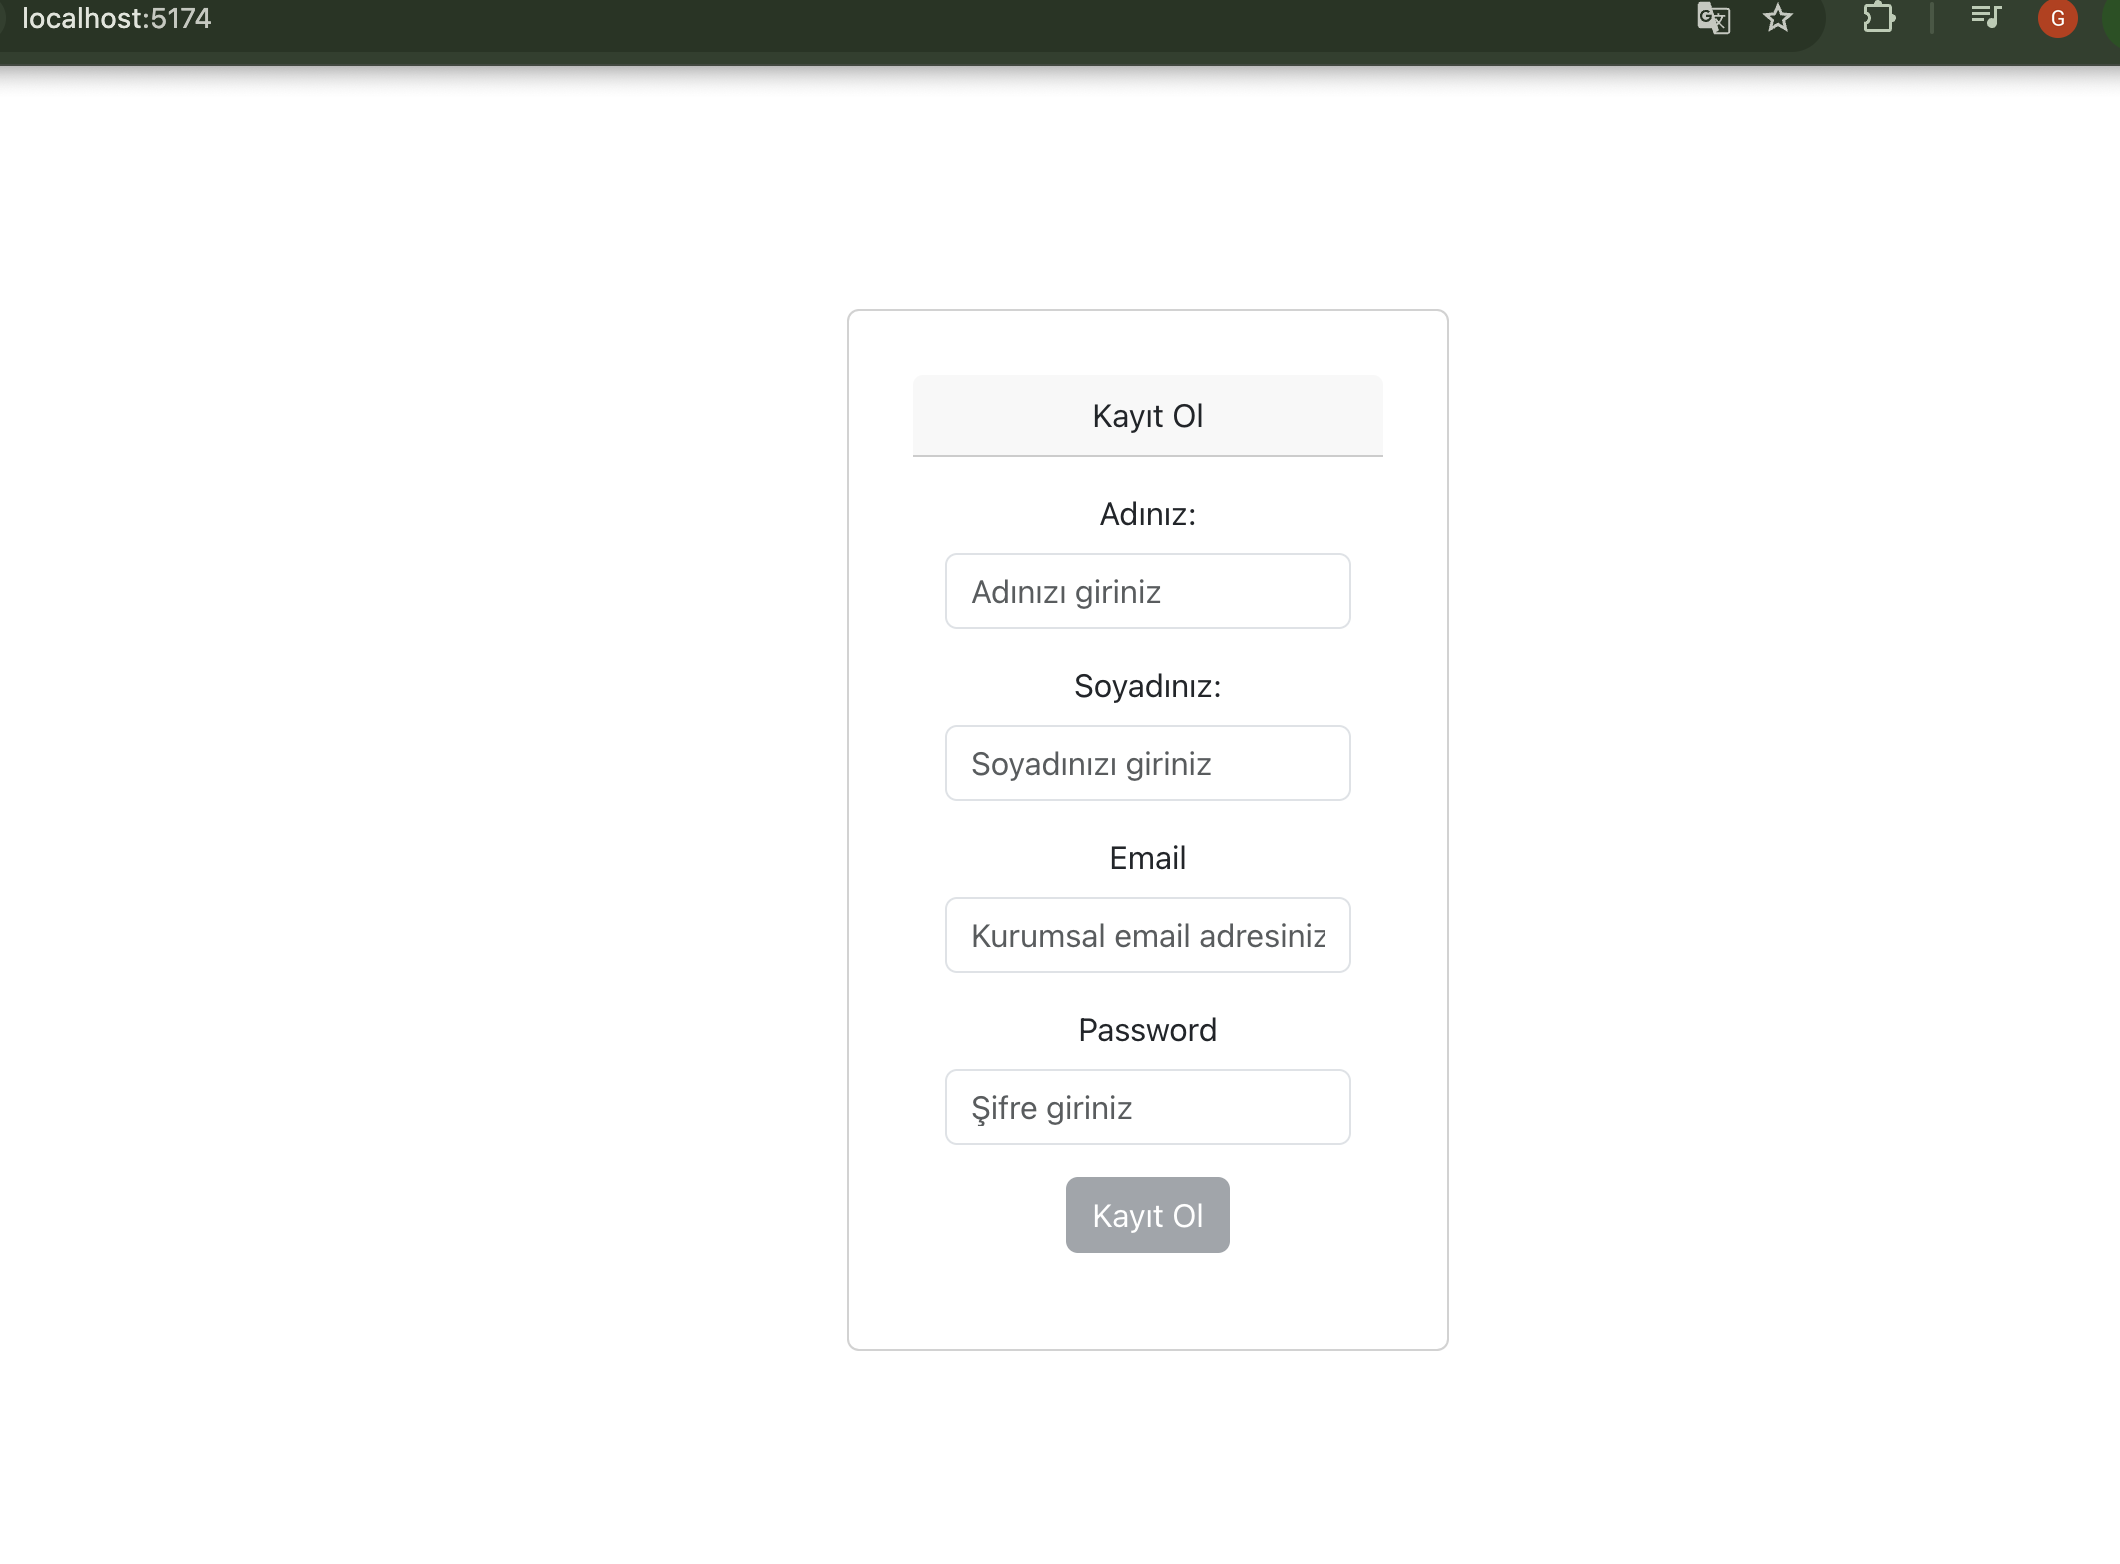 localhost:5174
G
Kayıt Ol
Adınız:
Adınızı giriniz
Soyadınız:
Soyadınızı giriniz
Email
Kurumsal email adresiniz
Password
Şifre giriniz
Kayıt Ol